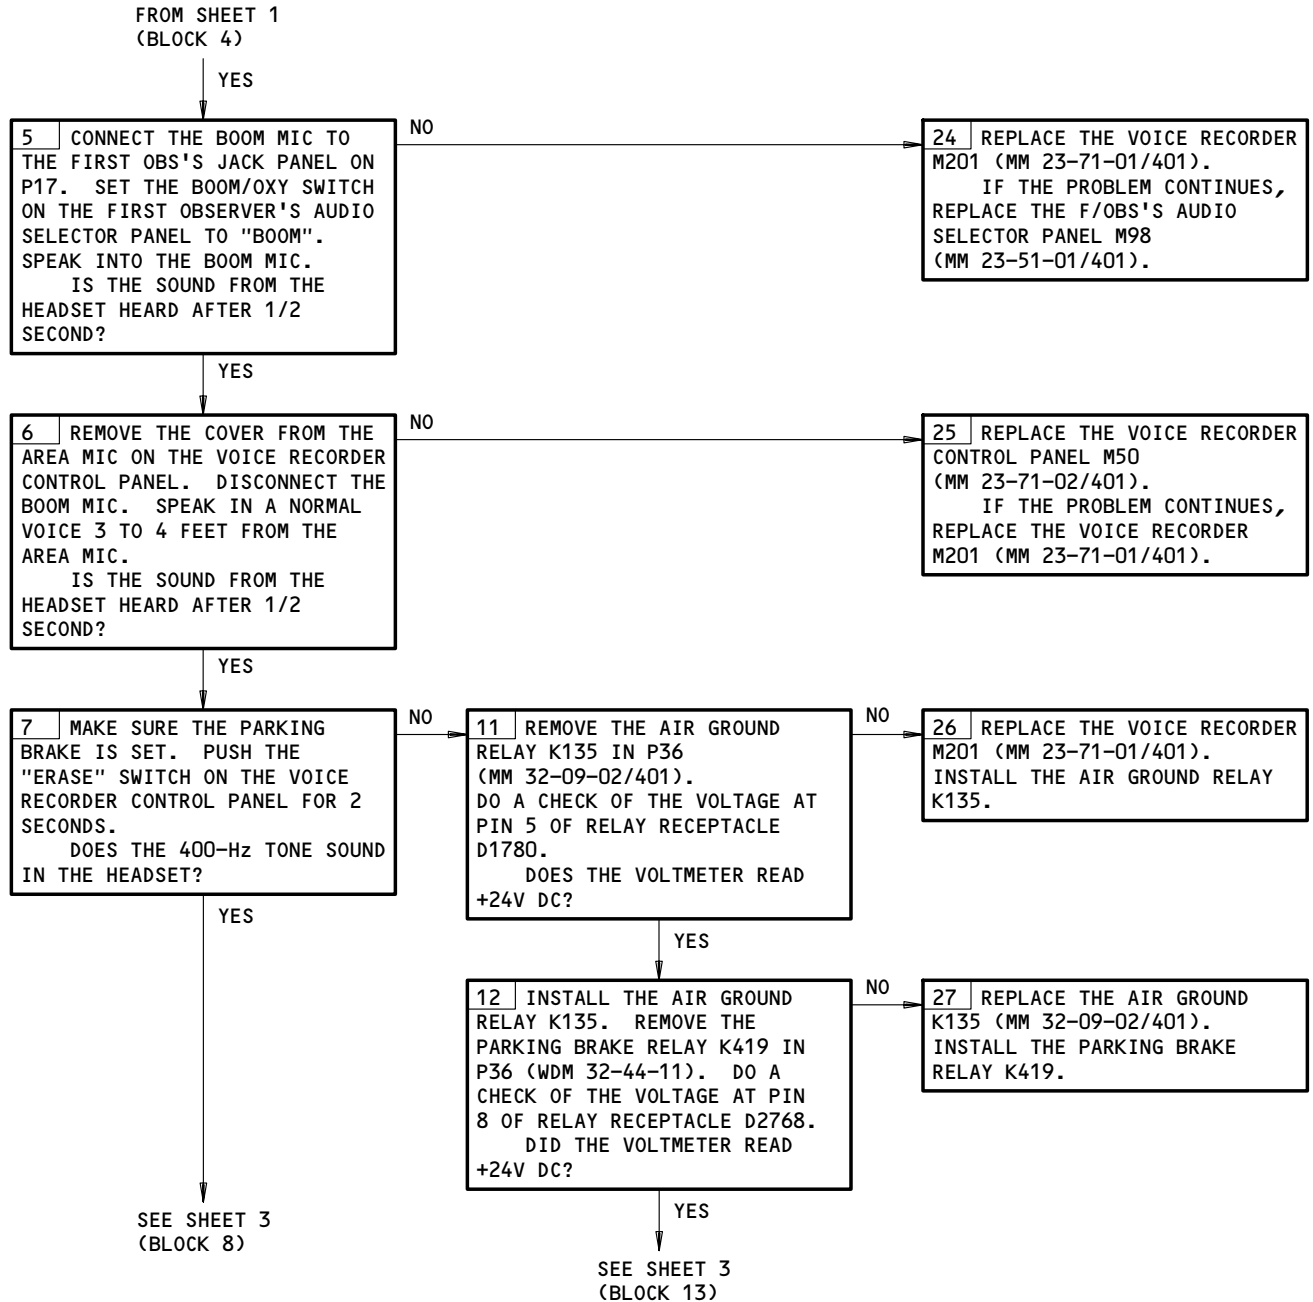 FROM SHEET 1
(BLOCK 4)
YES
5 CONNECT THE BOOM MIC TO
THE FIRST OBS'S JACK PANEL ON
P17. SET THE BOOM/OXY SWITCH
ON THE FIRST OBSERVER'S AUDIO
SELECTOR PANEL TO "BOOM".
SPEAK INTO THE BOOM MIC.
IS THE SOUND FROM THE
HEADSET HEARD AFTER 1/2
SECOND?
NO
24 REPLACE THE VOICE RECORDER
M201 (MM 23-71-01/401).
IF THE PROBLEM CONTINUES,
REPLACE THE F/OBS'S AUDIO
SELECTOR PANEL M98
(MM 23-51-01/401).
YES
6 REMOVE THE COVER FROM THE
AREA MIC ON THE VOICE RECORDER
CONTROL PANEL. DISCONNECT THE
BOOM MIC. SPEAK IN A NORMAL
VOICE 3 TO 4 FEET FROM THE
AREA MIC.
IS THE SOUND FROM THE
HEADSET HEARD AFTER 1/2
SECOND?
NO
25 REPLACE THE VOICE RECORDER
CONTROL PANEL M50
(MM 23-71-02/401).
IF THE PROBLEM CONTINUES,
REPLACE THE VOICE RECORDER
M201 (MM 23-71-01/401).
YES
7 MAKE SURE THE PARKING
BRAKE IS SET. PUSH THE
"ERASE" SWITCH ON THE VOICE
RECORDER CONTROL PANEL FOR 2
SECONDS.
DOES THE 400-Hz TONE SOUND
IN THE HEADSET?
NO
11 REMOVE THE AIR GROUND
RELAY K135 IN P36
(MM 32-09-02/401).
DO A CHECK OF THE VOLTAGE AT
PIN 5 OF RELAY RECEPTACLE
D1780.
DOES THE VOLTMETER READ
+24V DC?
NO
26 REPLACE THE VOICE RECORDER
M201 (MM 23-71-01/401).
INSTALL THE AIR GROUND RELAY
K135.
YES
YES
12 INSTALL THE AIR GROUND
RELAY K135. REMOVE THE
PARKING BRAKE RELAY K419 IN
P36 (WDM 32-44-11). DO A
CHECK OF THE VOLTAGE AT PIN
8 OF RELAY RECEPTACLE D2768.
DID THE VOLTMETER READ
+24V DC?
NO
27 REPLACE THE AIR GROUND
K135 (MM 32-09-02/401).
INSTALL THE PARKING BRAKE
RELAY K419.
YES
SEE SHEET 3
(BLOCK 8)
SEE SHEET 3
(BLOCK 13)